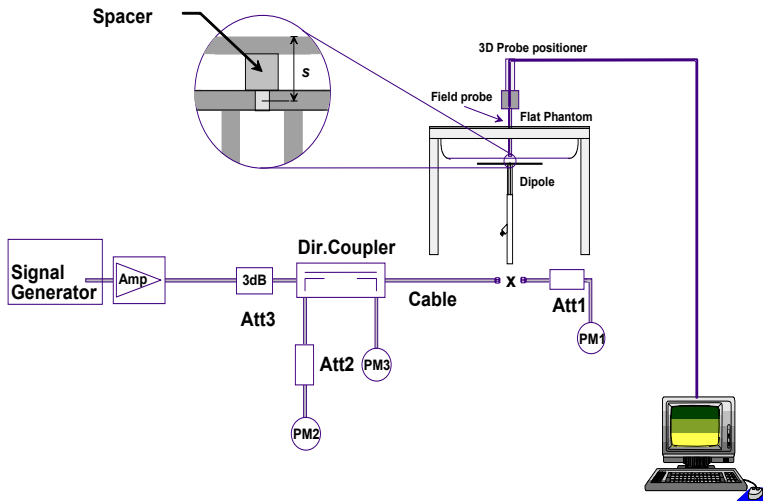 Spacer
s
3D Probe positioner
Field probe
Flat Phantom
Dipole
Signal
Generator
Amp
3dB
Att3
Dir.Coupler
Cable
x
Att1
PM1
Att2
PM3
PM2